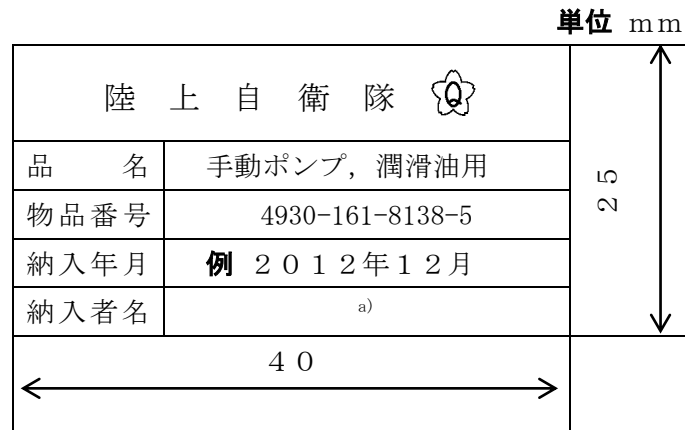 単位 mm
陸上自衛隊 Q
品名 手動ポンプ，潤滑油用
物品番号 4930-161-8138-5
納入年月 例 ２０１２年１２月
納入者名 a)
２５
４０